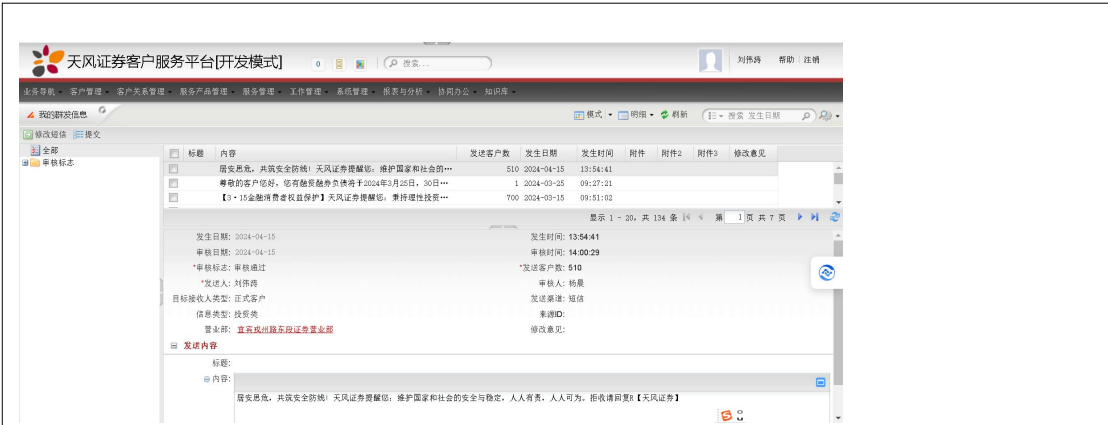 天风证券客户服务平台[开发模式] 0 搜索... 刘伟涛 帮助 注销
业务导航 客户管理 客户关系管理 服务产品管理 服务管理 工作管理 系统管理 报表与分析 协同办公 知识库
我的群发信息 模式 明细 刷新 搜索 发生日期
修改短信 提交
全部
审核标志
标题 内容 发送客户数 发生日期 发生时间 附件 附件2 附件3 修改意见
居安思危，共筑安全防线！天风证券提醒您：维护国家和社会的… 510 2024-04-15 13:54:41
尊敬的客户您好，您有融资融券负债将于2024年3月25日，30日… 1 2024-03-25 09:27:21
【3·15金融消费者权益保护】天风证券提醒您：秉持理性投资… 700 2024-03-15 09:51:02
显示 1 - 20，共 134 条 第 1 页 共 7 页
发生日期: 2024-04-15 发生时间: 13:54:41
审核日期: 2024-04-15 审核时间: 14:00:29
*审核标志: 审核通过 *发送客户数: 510
*发送人: 刘伟涛 审核人: 杨晨
目标接收人类型: 正式客户 发送渠道: 短信
信息类型: 投资类 来源ID:
营业部: 宜宾戎州路东段证券营业部 修改意见:
发送内容
标题:
内容:
居安思危，共筑安全防线！天风证券提醒您：维护国家和社会的安全与稳定，人人有责，人人可为。拒收请回复R【天风证券】